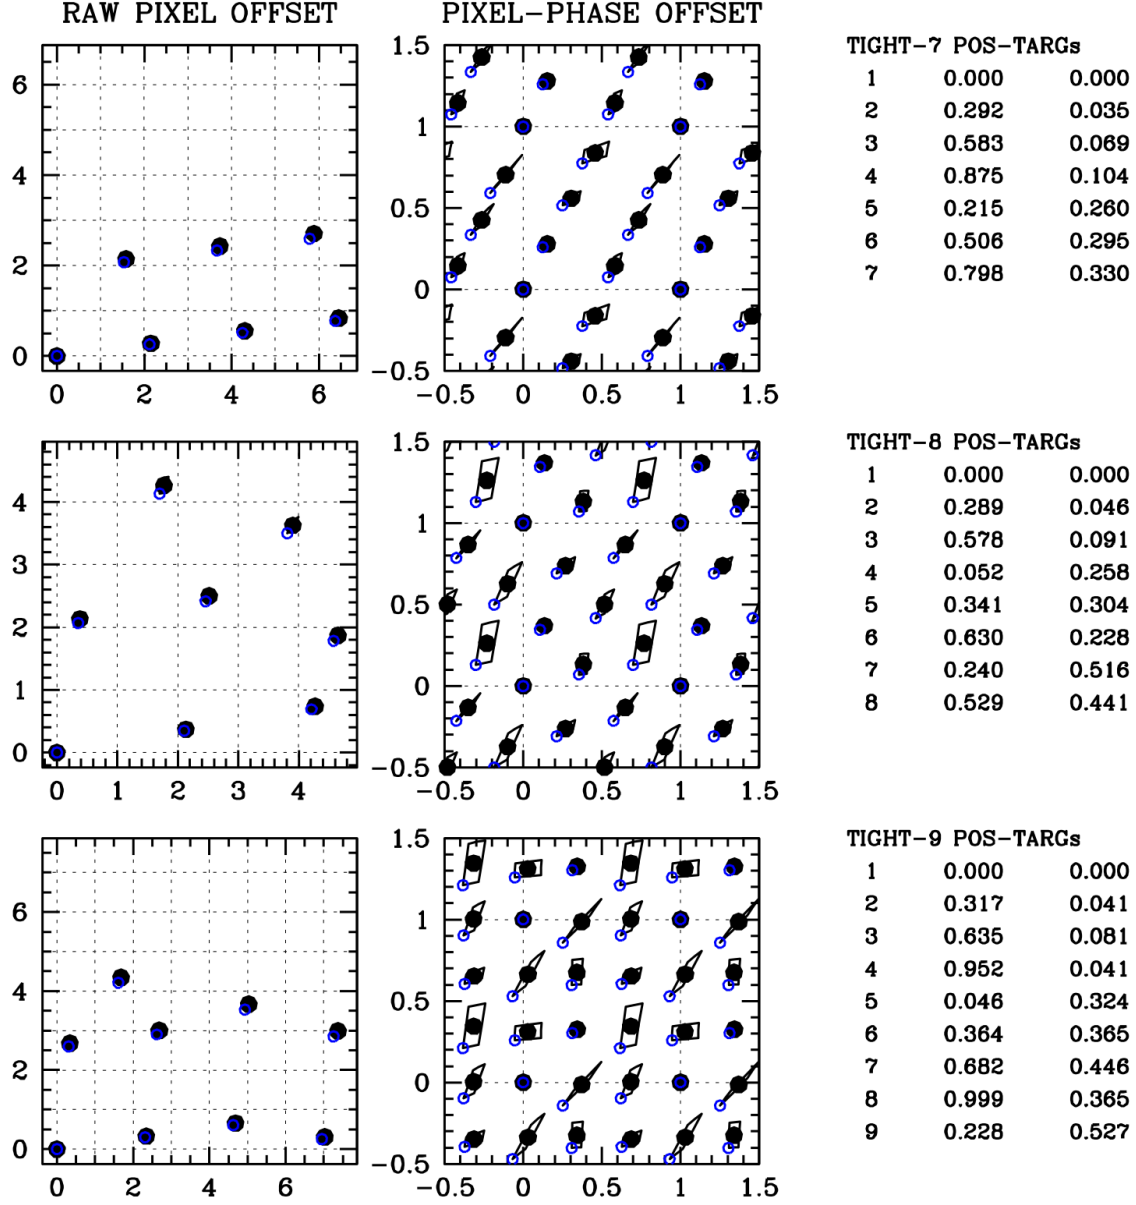 RAW PIXEL OFFSET
PIXEL-PHASE OFFSET
6
4
2
0
0 2 4 6
1.5
1
0.5
0
-0.5
-0.5 0 0.5 1 1.5
TIGHT-7 POS-TARGs
1 0.000 0.000
2 0.292 0.035
3 0.583 0.069
4 0.875 0.104
5 0.215 0.260
6 0.506 0.295
7 0.798 0.330
4
3
2
1
0
0 1 2 3 4
1.5
1
0.5
0
-0.5
-0.5 0 0.5 1 1.5
TIGHT-8 POS-TARGs
1 0.000 0.000
2 0.289 0.046
3 0.578 0.091
4 0.052 0.258
5 0.341 0.304
6 0.630 0.228
7 0.240 0.516
8 0.529 0.441
6
4
2
0
0 2 4 6
1.5
1
0.5
0
-0.5
-0.5 0 0.5 1 1.5
TIGHT-9 POS-TARGs
1 0.000 0.000
2 0.317 0.041
3 0.635 0.081
4 0.952 0.041
5 0.046 0.324
6 0.364 0.365
7 0.682 0.446
8 0.999 0.365
9 0.228 0.527